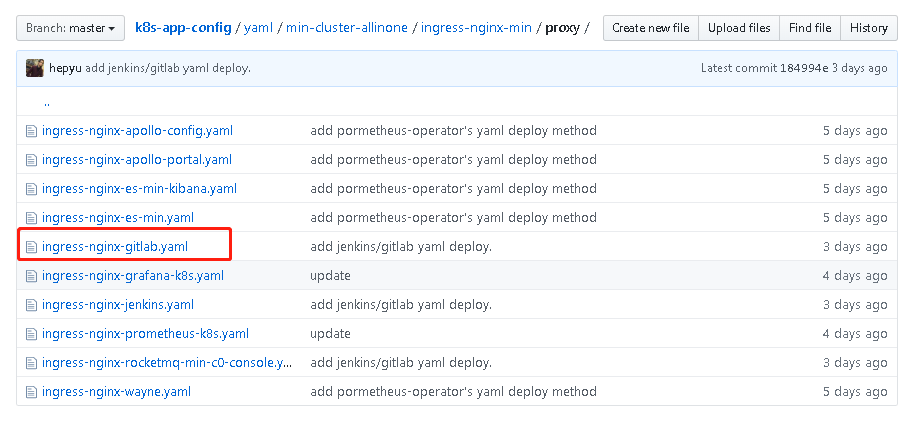 Branch: master k8s-app-config / yaml / min-cluster-allinone / ingress-nginx-min / proxy / Create new file Upload files Find file History
hepyu add jenkins/gitlab yaml deploy. Latest commit 184994e 3 days ago
..
ingress-nginx-apollo-config.yaml add pormetheus-operator's yaml deploy method 5 days ago
ingress-nginx-apollo-portal.yaml add pormetheus-operator's yaml deploy method 5 days ago
ingress-nginx-es-min-kibana.yaml add pormetheus-operator's yaml deploy method 5 days ago
ingress-nginx-es-min.yaml add pormetheus-operator's yaml deploy method 5 days ago
ingress-nginx-gitlab.yaml add jenkins/gitlab yaml deploy. 3 days ago
ingress-nginx-grafana-k8s.yaml update 4 days ago
ingress-nginx-jenkins.yaml add jenkins/gitlab yaml deploy. 3 days ago
ingress-nginx-prometheus-k8s.yaml update 4 days ago
ingress-nginx-rocketmq-min-c0-console.y... add jenkins/gitlab yaml deploy. 3 days ago
ingress-nginx-wayne.yaml add pormetheus-operator's yaml deploy method 5 days ago